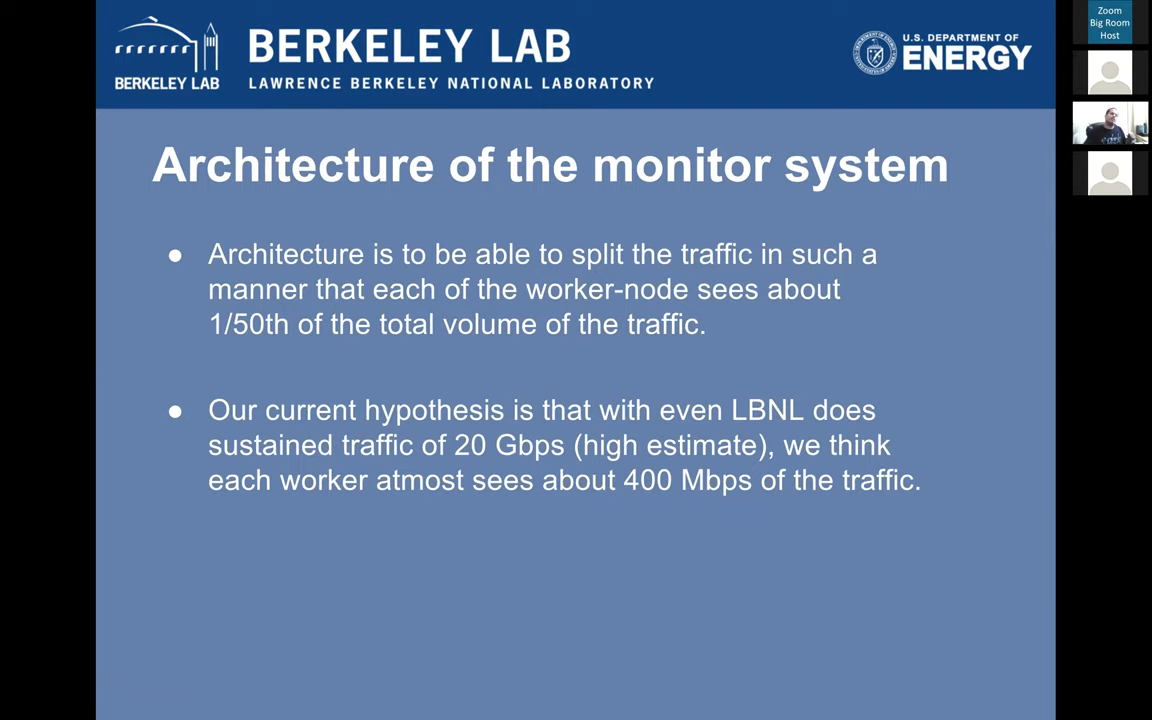 BERKELEY LAB
BERKELEY LAB
LAWRENCE BERKELEY NATIONAL LABORATORY
U.S. DEPARTMENT OF
ENERGY
Zoom
Big Room
Host
Architecture of the monitor system
● Architecture is to be able to split the traffic in such a
manner that each of the worker-node sees about
1/50th of the total volume of the traffic.
● Our current hypothesis is that with even LBNL does
sustained traffic of 20 Gbps (high estimate), we think
each worker atmost sees about 400 Mbps of the traffic.